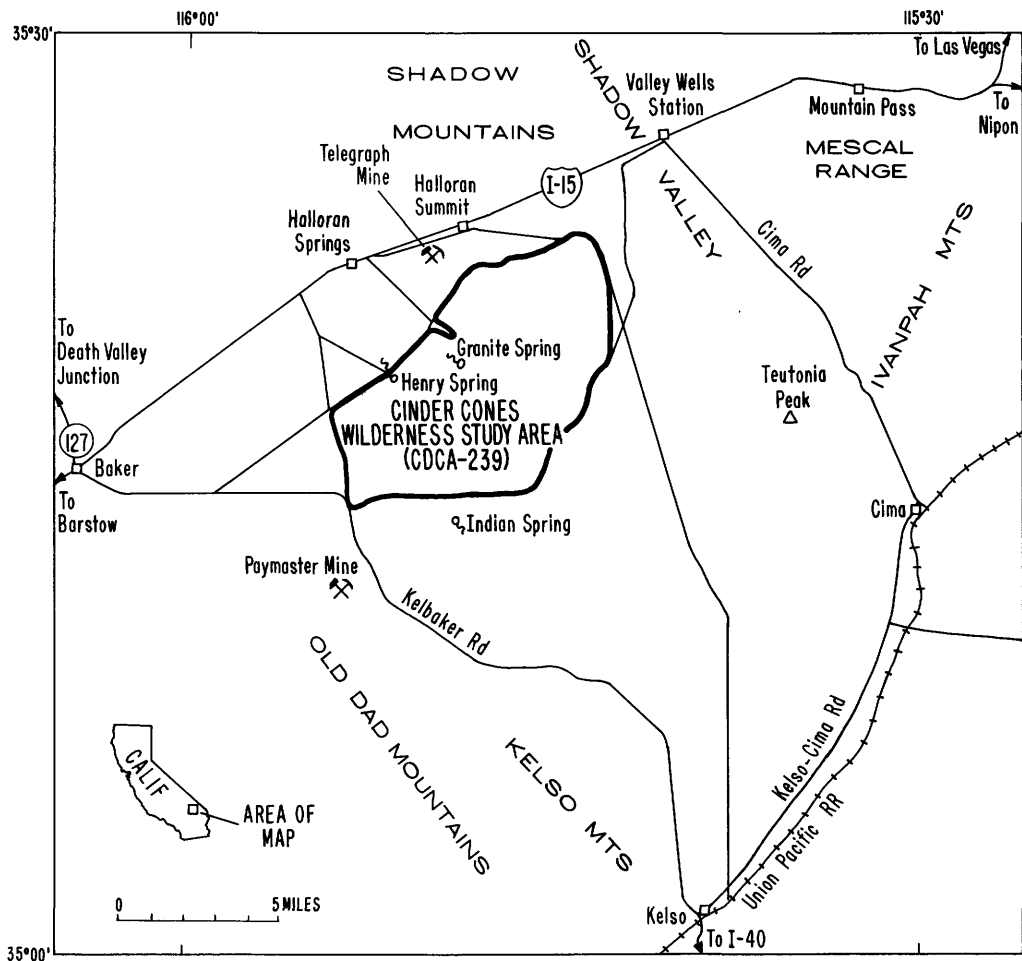 116°00'
115°30'
35°30'
To Las Vegas
SHADOW
MOUNTAINS
SHADOW
VALLEY
Valley Wells
Station
Mountain Pass
To
Nipon
MESCAL
RANGE
Telegraph
Mine
Halloran
Summit
I-15
Halloran
Springs
Cima Rd
IVANPAH MTS
To
Death Valley
Junction
Granite Spring
Henry Spring
Teutonia
Peak
CINDER CONES
WILDERNESS STUDY AREA
(CDCA-239)
127
Baker
To
Barstow
Indian Spring
Cima
Paymaster Mine
Kelbaker Rd
OLD DAD MOUNTAINS
KELSO MTS
Kelso-Cima Rd
Union Pacific RR
CALIF
AREA OF
MAP
0
5 MILES
Kelso
To I-40
35°00'